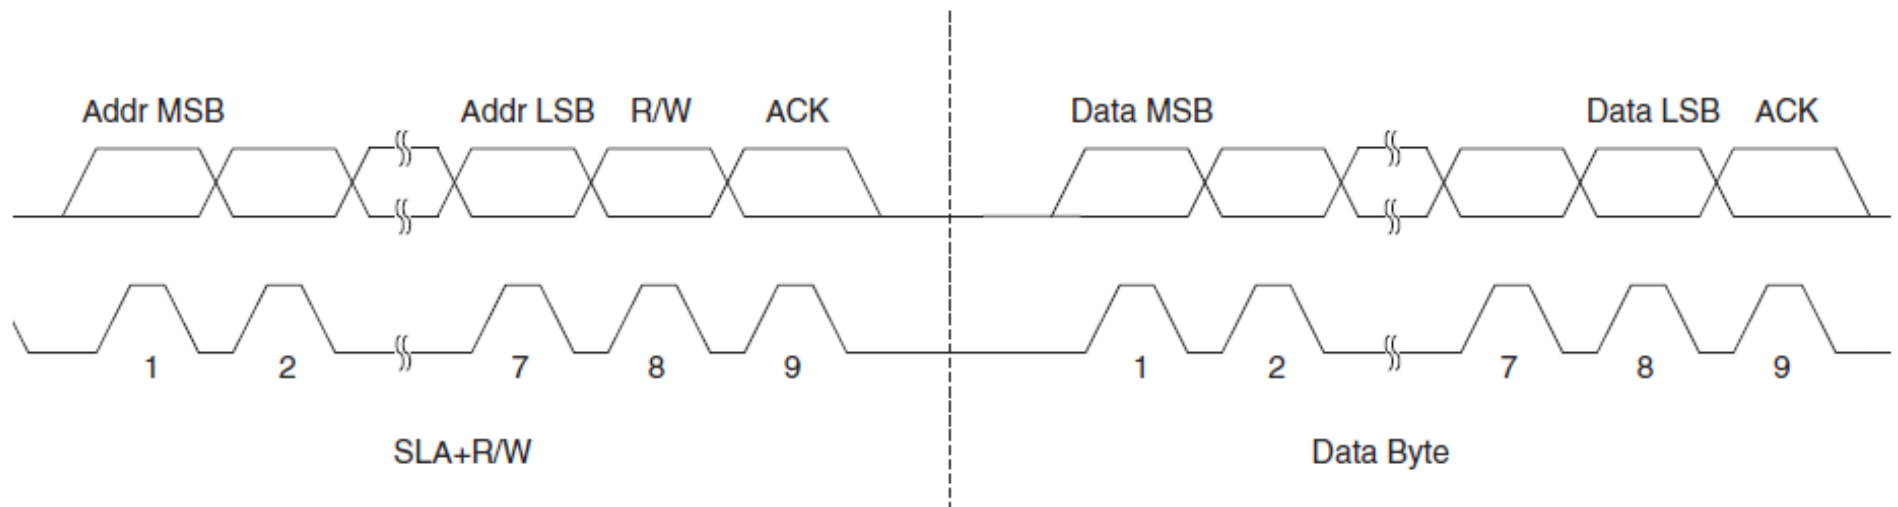 Addr MSB Addr LSB R/W ACK Data MSB Data LSB ACK
1 2 7 8 9 1 2 7 8 9
SLA+R/W Data Byte